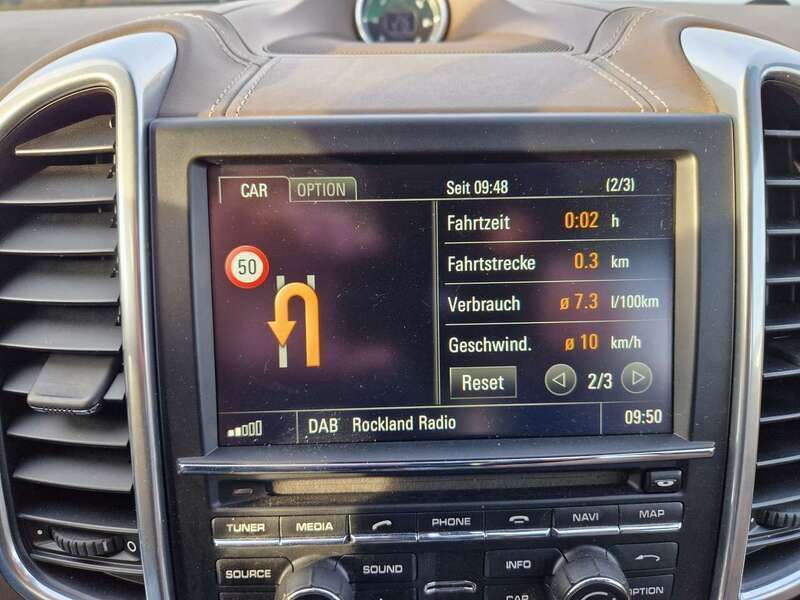 CAR OPTION Seit 09:48 (2/3)
50
Fahrtzeit 0:02 h
Fahrtstrecke 0.3 km
Verbrauch ø 7.3 l/100km
Geschwind. ø 10 km/h
Reset 2/3
DAB Rockland Radio 09:50
TUNER MEDIA PHONE NAVI MAP
SOURCE SOUND INFO
CAR OPTION